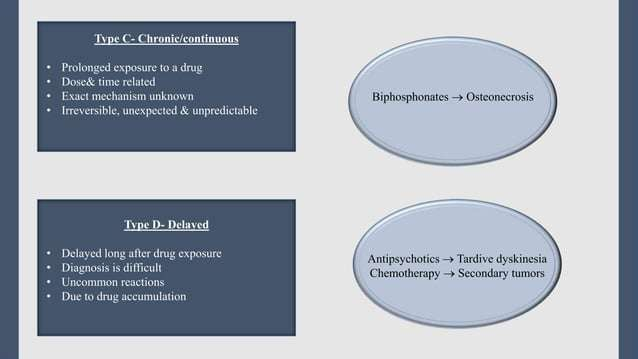 Type C- Chronic/continuous
• Prolonged exposure to a drug
• Dose& time related
• Exact mechanism unknown
• Irreversible, unexpected & unpredictable
Biphosphonates → Osteonecrosis
Type D- Delayed
• Delayed long after drug exposure
• Diagnosis is difficult
• Uncommon reactions
• Due to drug accumulation
Antipsychotics → Tardive dyskinesia
Chemotherapy → Secondary tumors